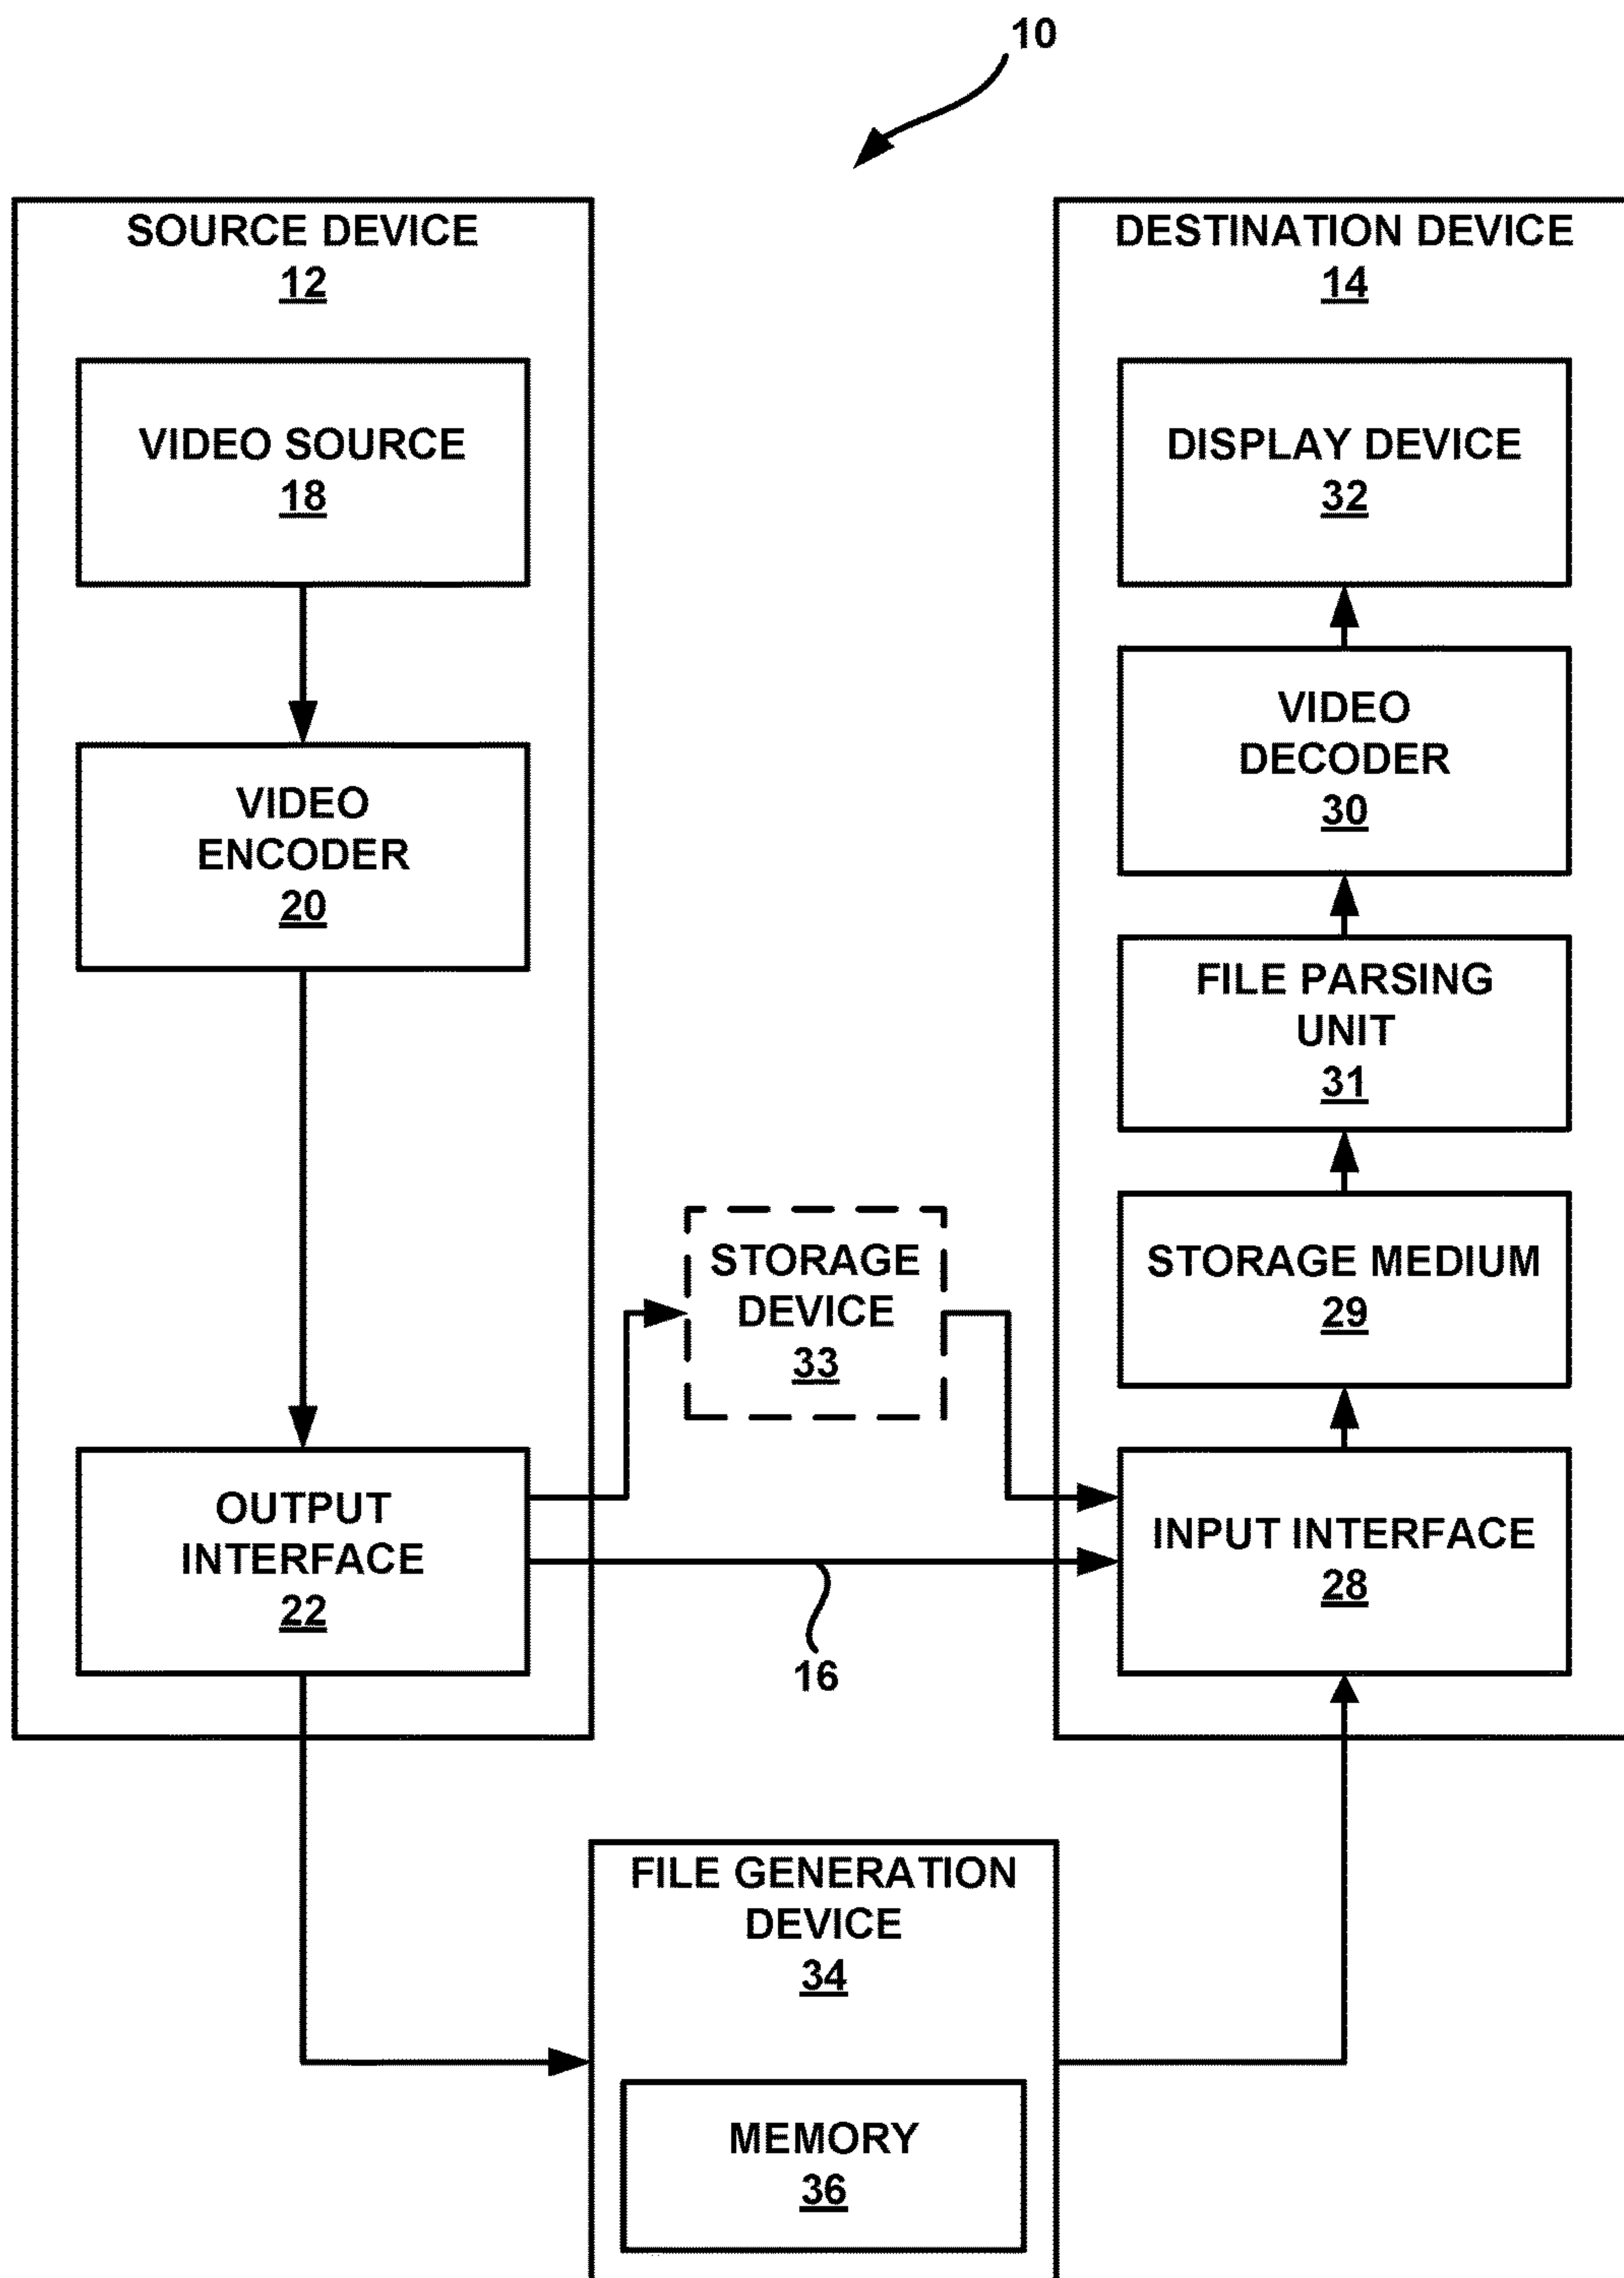 10
SOURCE DEVICE
12
VIDEO SOURCE
18
VIDEO
ENCODER
20
OUTPUT
INTERFACE
22
STORAGE
DEVICE
33
16
DESTINATION DEVICE
14
DISPLAY DEVICE
32
VIDEO
DECODER
30
FILE PARSING
UNIT
31
STORAGE MEDIUM
29
INPUT INTERFACE
28
FILE GENERATION
DEVICE
34
MEMORY
36